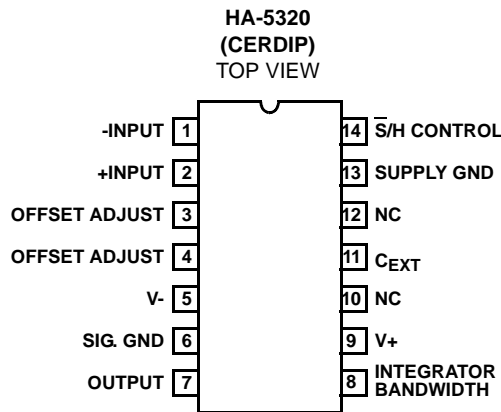 HA-5320
(CERDIP)
TOP VIEW
-INPUT 1
14 S̅/H CONTROL
+INPUT 2
13 SUPPLY GND
OFFSET ADJUST 3
12 NC
OFFSET ADJUST 4
11 CEXT
V- 5
10 NC
SIG. GND 6
9 V+
OUTPUT 7
8 INTEGRATOR
BANDWIDTH